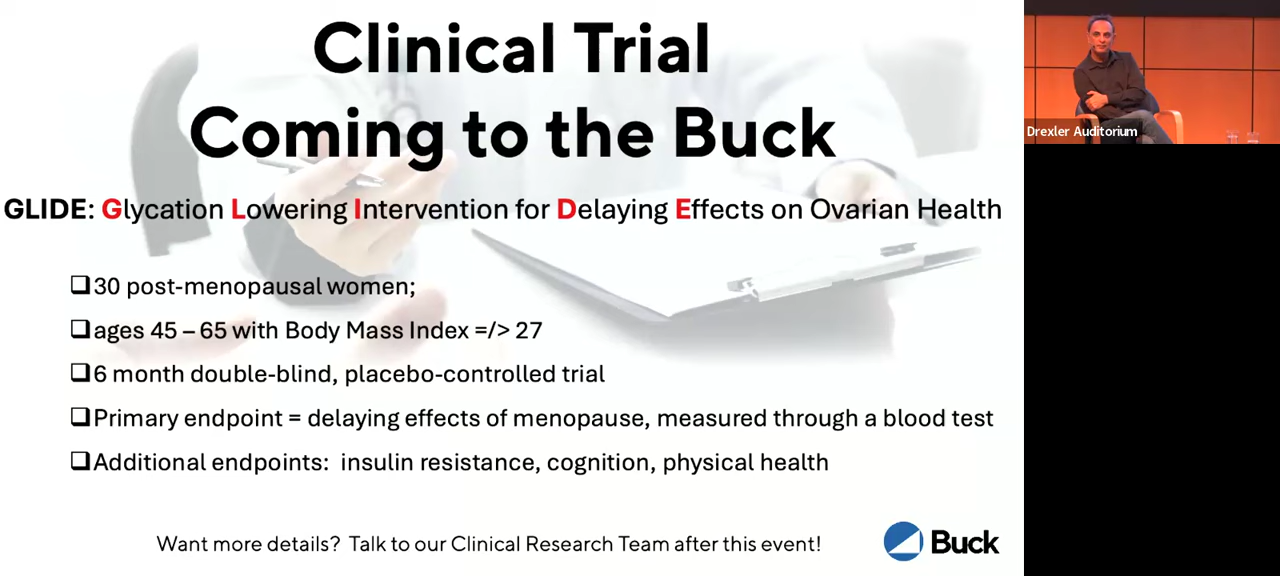 Clinical Trial
Coming to the Buck
GLIDE: Glycation Lowering Intervention for Delaying Effects on Ovarian Health
❑30 post-menopausal women;
❑ages 45 – 65 with Body Mass Index =/> 27
❑6 month double-blind, placebo-controlled trial
❑Primary endpoint = delaying effects of menopause, measured through a blood test
❑Additional endpoints:  insulin resistance, cognition, physical health
Want more details?  Talk to our Clinical Research Team after this event!
Buck
Drexler Auditorium